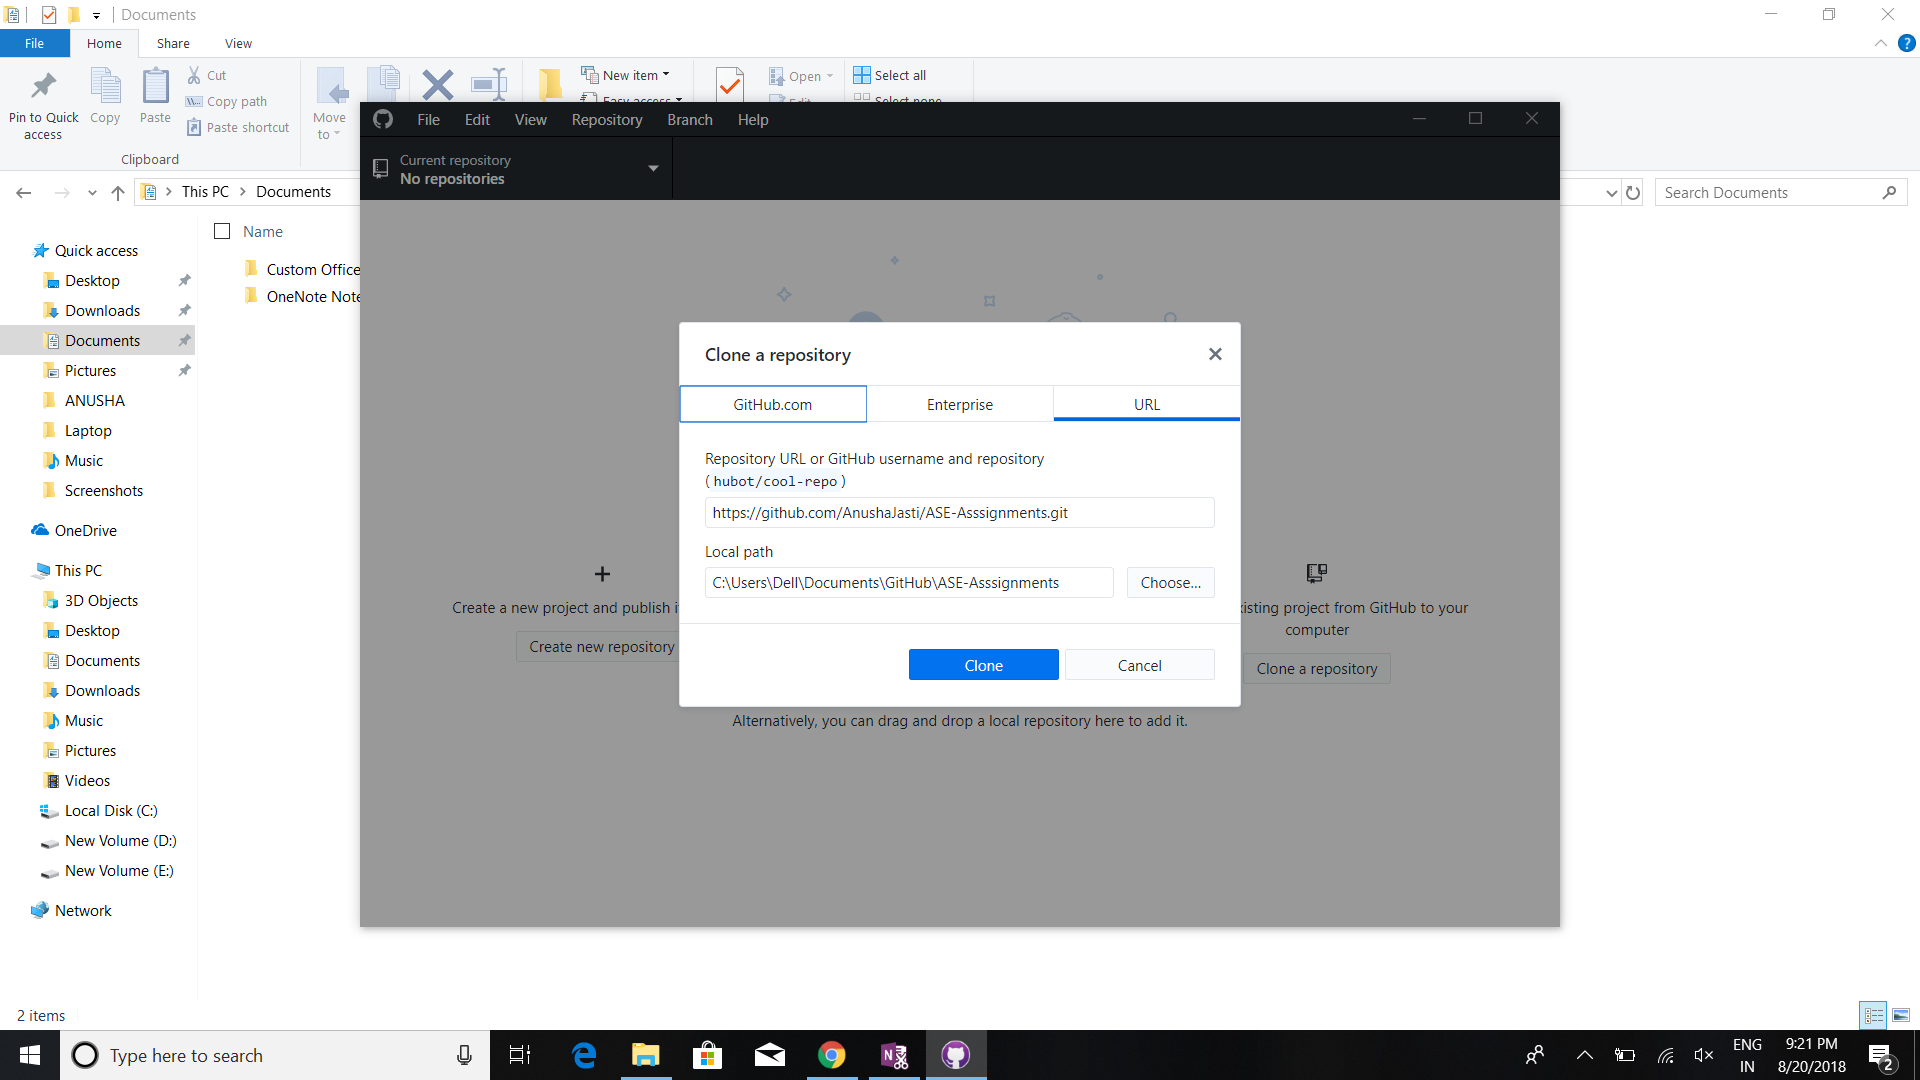 Documents
File
Home
Share
View
Pin to Quick access
Copy
Paste
Cut
Copy path
Paste shortcut
Clipboard
Move to
New item
Easy access
Open
Edit
Select all
Select none
This PC
Documents
Search Documents
Name
Custom Office
OneNote Note
Quick access
Desktop
Downloads
Documents
Pictures
ANUSHA
Laptop
Music
Screenshots
OneDrive
This PC
3D Objects
Desktop
Documents
Downloads
Music
Pictures
Videos
Local Disk (C:)
New Volume (D:)
New Volume (E:)
Network
2 items
File
Edit
View
Repository
Branch
Help
Current repository
No repositories
Create a new project and publish i
Create new repository
isting project from GitHub to your
computer
Clone a repository
Alternatively, you can drag and drop a local repository here to add it.
Clone a repository
GitHub.com
Enterprise
URL
Repository URL or GitHub username and repository
(hubot/cool-repo)
https://github.com/AnushaJasti/ASE-Asssignments.git
Local path
C:\Users\Dell\Documents\GitHub\ASE-Asssignments
Choose...
Clone
Cancel
Type here to search
ENG
IN
9:21 PM
8/20/2018
2